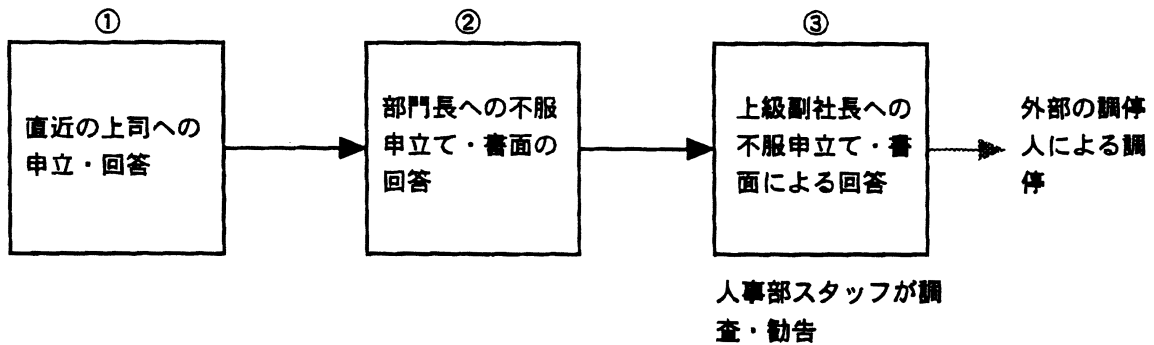 ①
直近の上司への
申立・回答
②
部門長への不服
申立て・書面の
回答
③
上級副社長への
不服申立て・書
面による回答
外部の調停
人による調
停
人事部スタッフが調
査・勧告